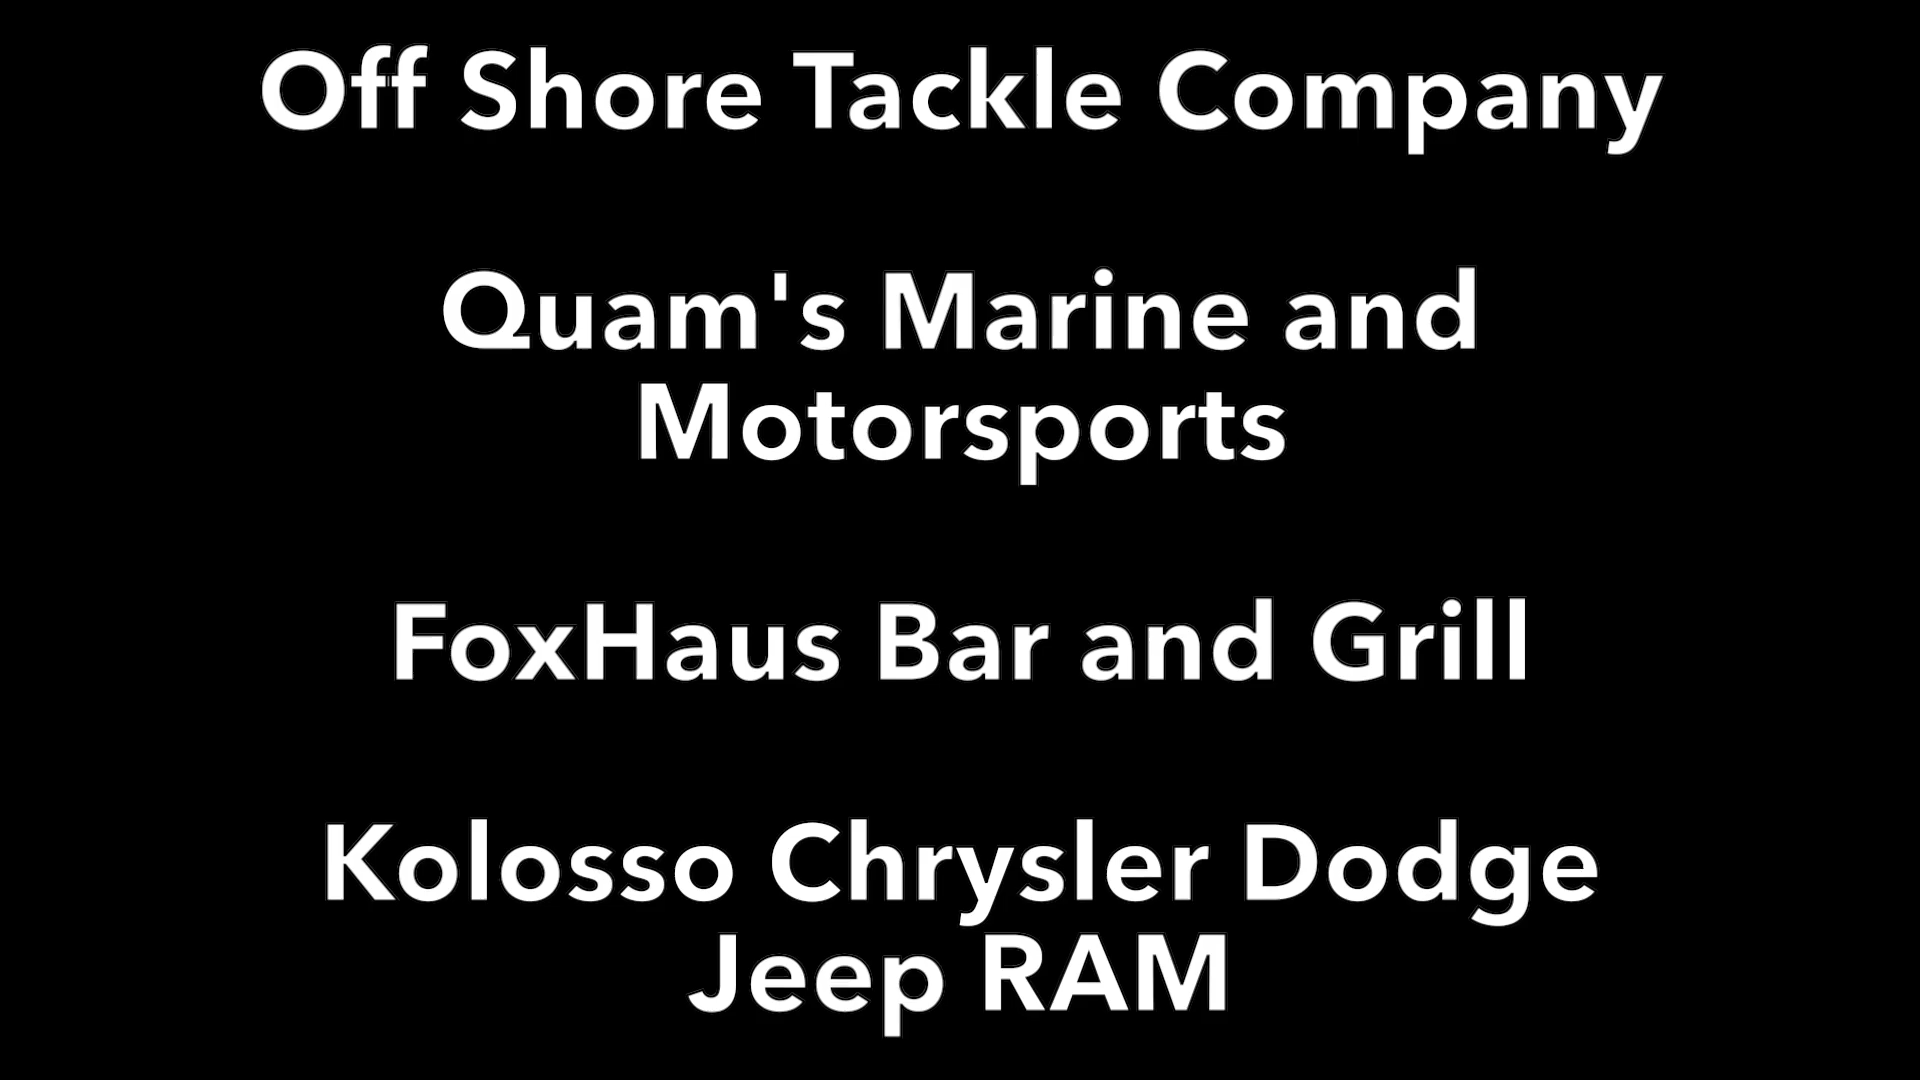 Off Shore Tackle Company
Quam's Marine and
Motorsports
FoxHaus Bar and Grill
Kolosso Chrysler Dodge
Jeep RAM